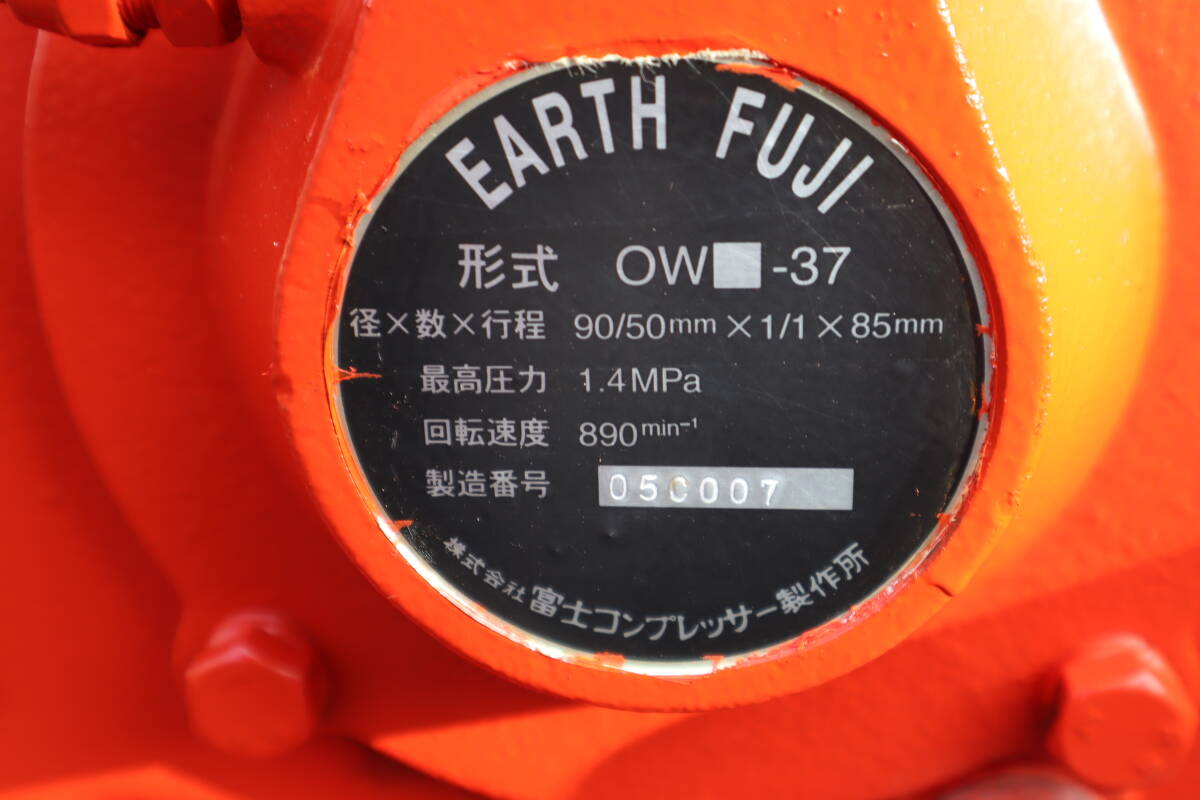 EARTH FUJI
形式 OW -37
径×数×行程 90/50mm ×1/1×85mm
最高圧力 1.4MPa
回転速度 890min⁻¹
製造番号 05C007
株式会社富士コンプレッサー製作所